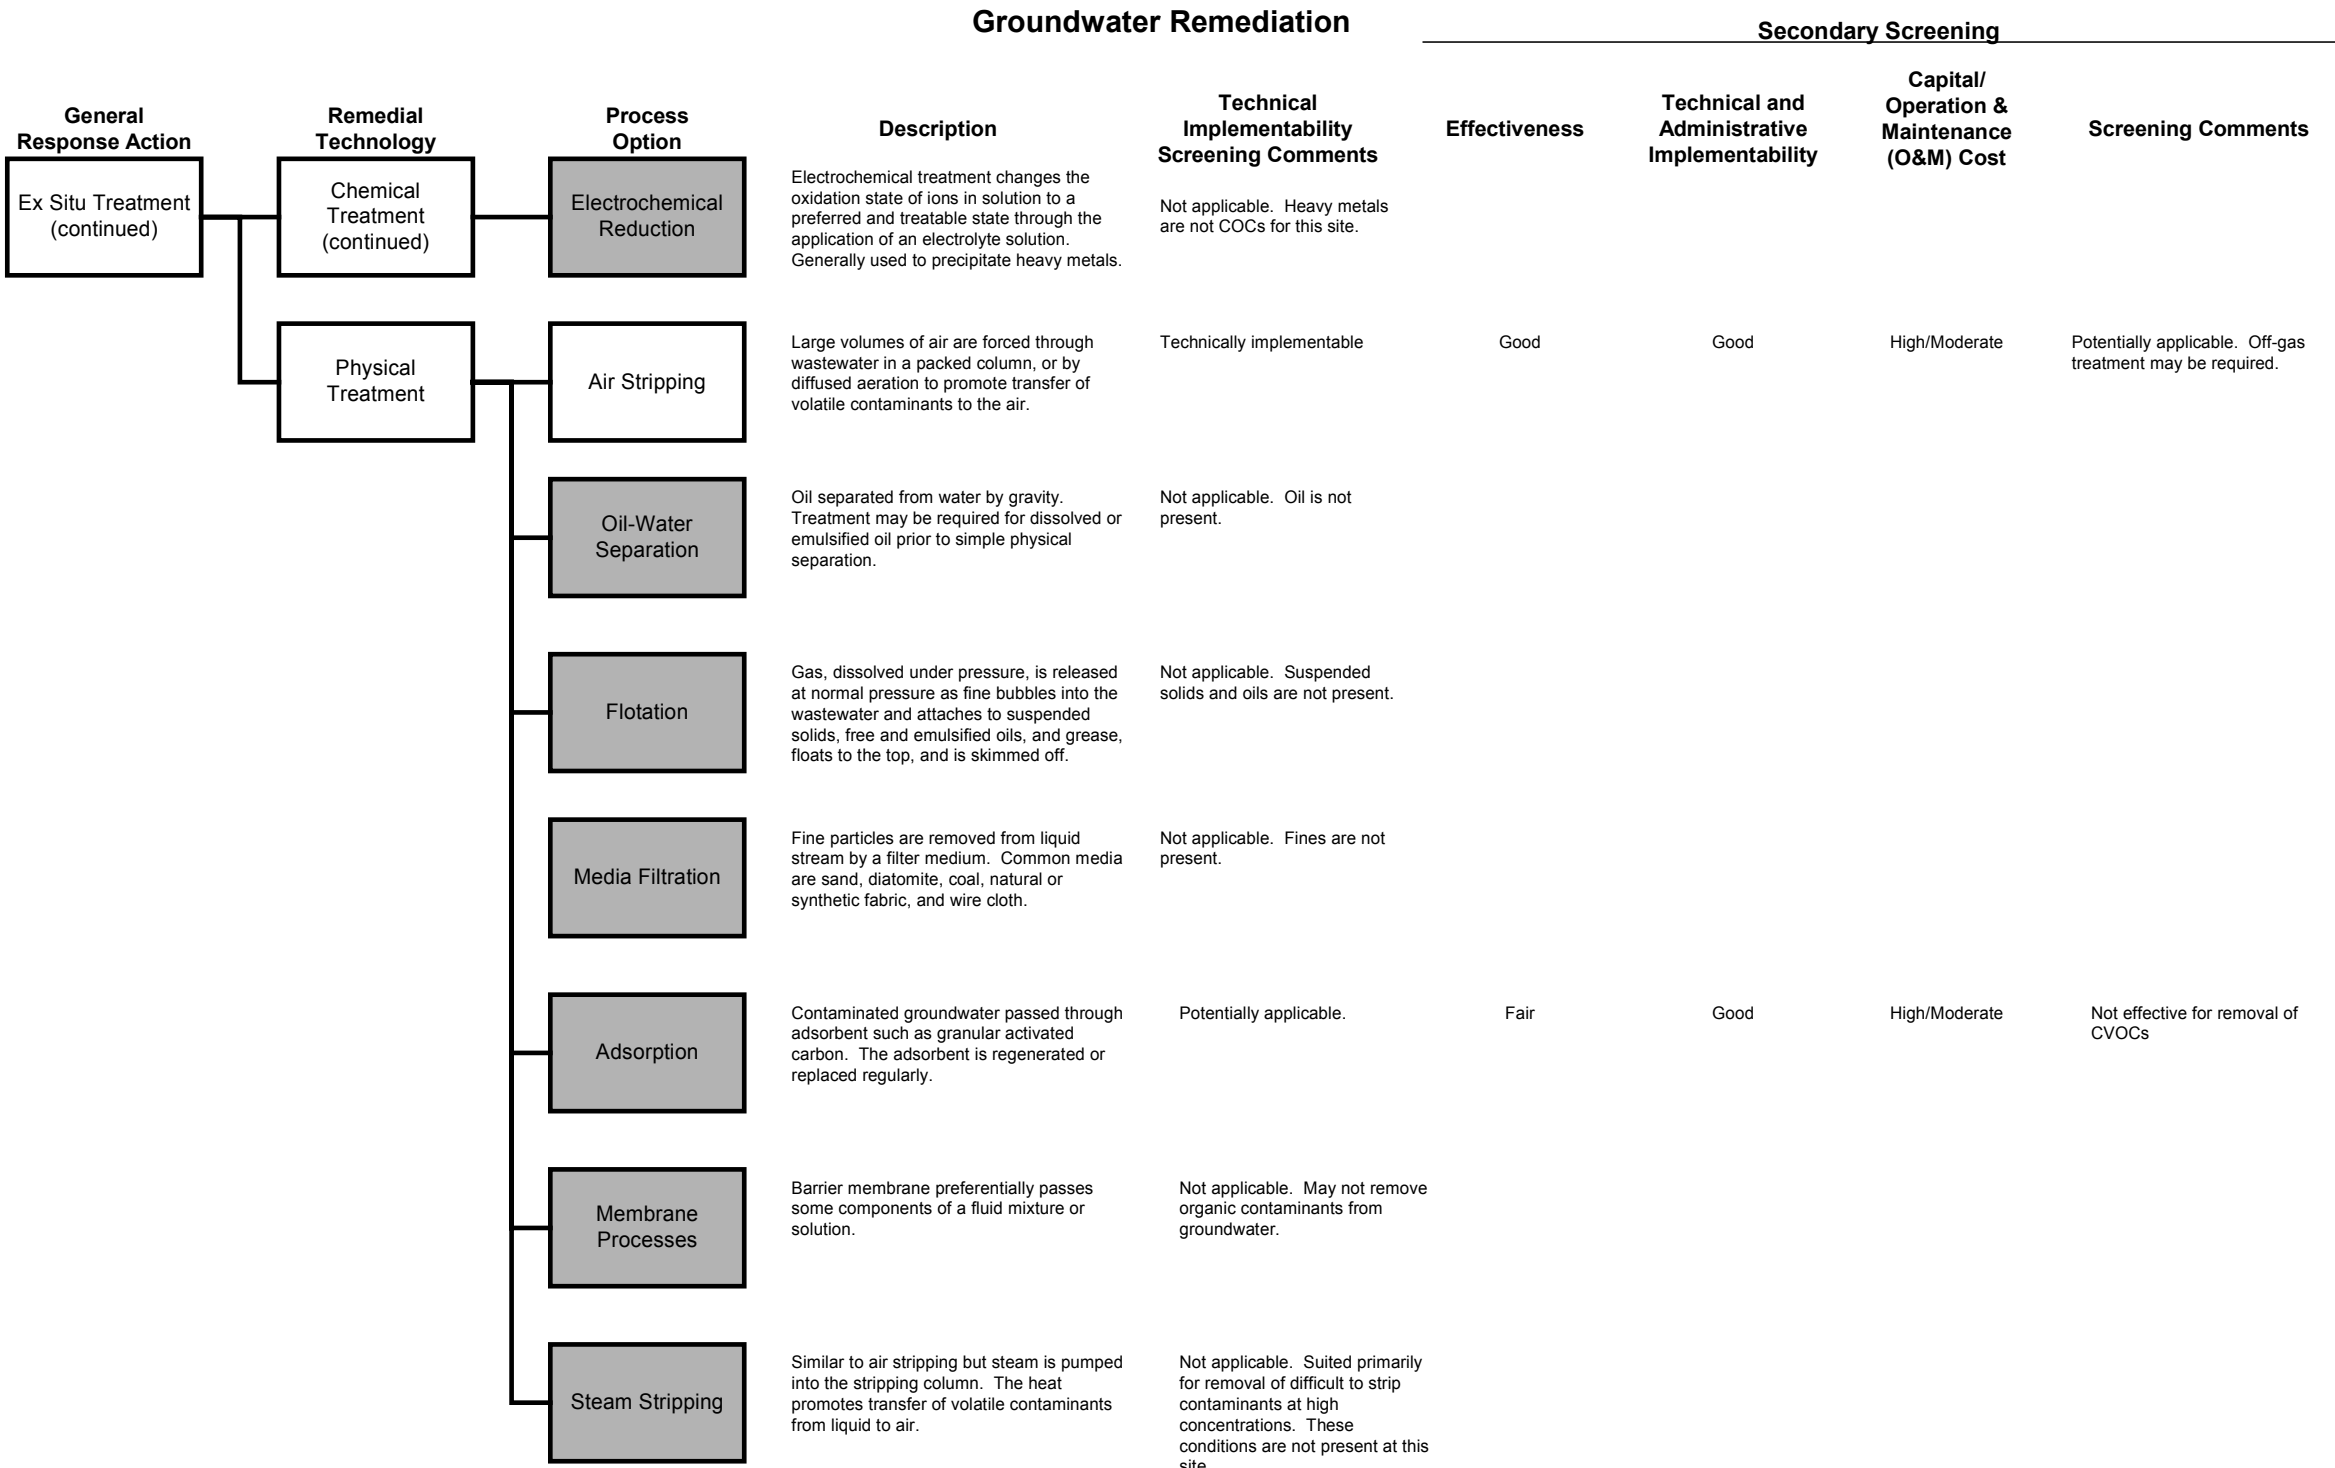 Groundwater Remediation
Secondary Screening
General
Response Action
Remedial
Technology
Process
Option
Description
Technical
Implementability
Screening Comments
Effectiveness
Technical and
Administrative
Implementability
Capital/
Operation &
Maintenance
(O&M) Cost
Screening Comments
Ex Situ Treatment
(continued)
Chemical
Treatment
(continued)
Electrochemical
Reduction
Electrochemical treatment changes the
oxidation state of ions in solution to a
preferred and treatable state through the
application of an electrolyte solution.
Generally used to precipitate heavy metals.
Not applicable.  Heavy metals
are not COCs for this site.
Physical
Treatment
Air Stripping
Large volumes of air are forced through
wastewater in a packed column, or by
diffused aeration to promote transfer of
volatile contaminants to the air.
Technically implementable
Good
Good
High/Moderate
Potentially applicable.  Off-gas
treatment may be required.
Oil-Water
Separation
Oil separated from water by gravity.
Treatment may be required for dissolved or
emulsified oil prior to simple physical
separation.
Not applicable.  Oil is not
present.
Flotation
Gas, dissolved under pressure, is released
at normal pressure as fine bubbles into the
wastewater and attaches to suspended
solids, free and emulsified oils, and grease,
floats to the top, and is skimmed off.
Not applicable.  Suspended
solids and oils are not present.
Media Filtration
Fine particles are removed from liquid
stream by a filter medium.  Common media
are sand, diatomite, coal, natural or
synthetic fabric, and wire cloth.
Not applicable.  Fines are not
present.
Adsorption
Contaminated groundwater passed through
adsorbent such as granular activated
carbon.  The adsorbent is regenerated or
replaced regularly.
Potentially applicable.
Fair
Good
High/Moderate
Not effective for removal of
CVOCs
Membrane
Processes
Barrier membrane preferentially passes
some components of a fluid mixture or
solution.
Not applicable.  May not remove
organic contaminants from
groundwater.
Steam Stripping
Similar to air stripping but steam is pumped
into the stripping column.  The heat
promotes transfer of volatile contaminants
from liquid to air.
Not applicable.  Suited primarily
for removal of difficult to strip
contaminants at high
concentrations.  These
conditions are not present at this
site